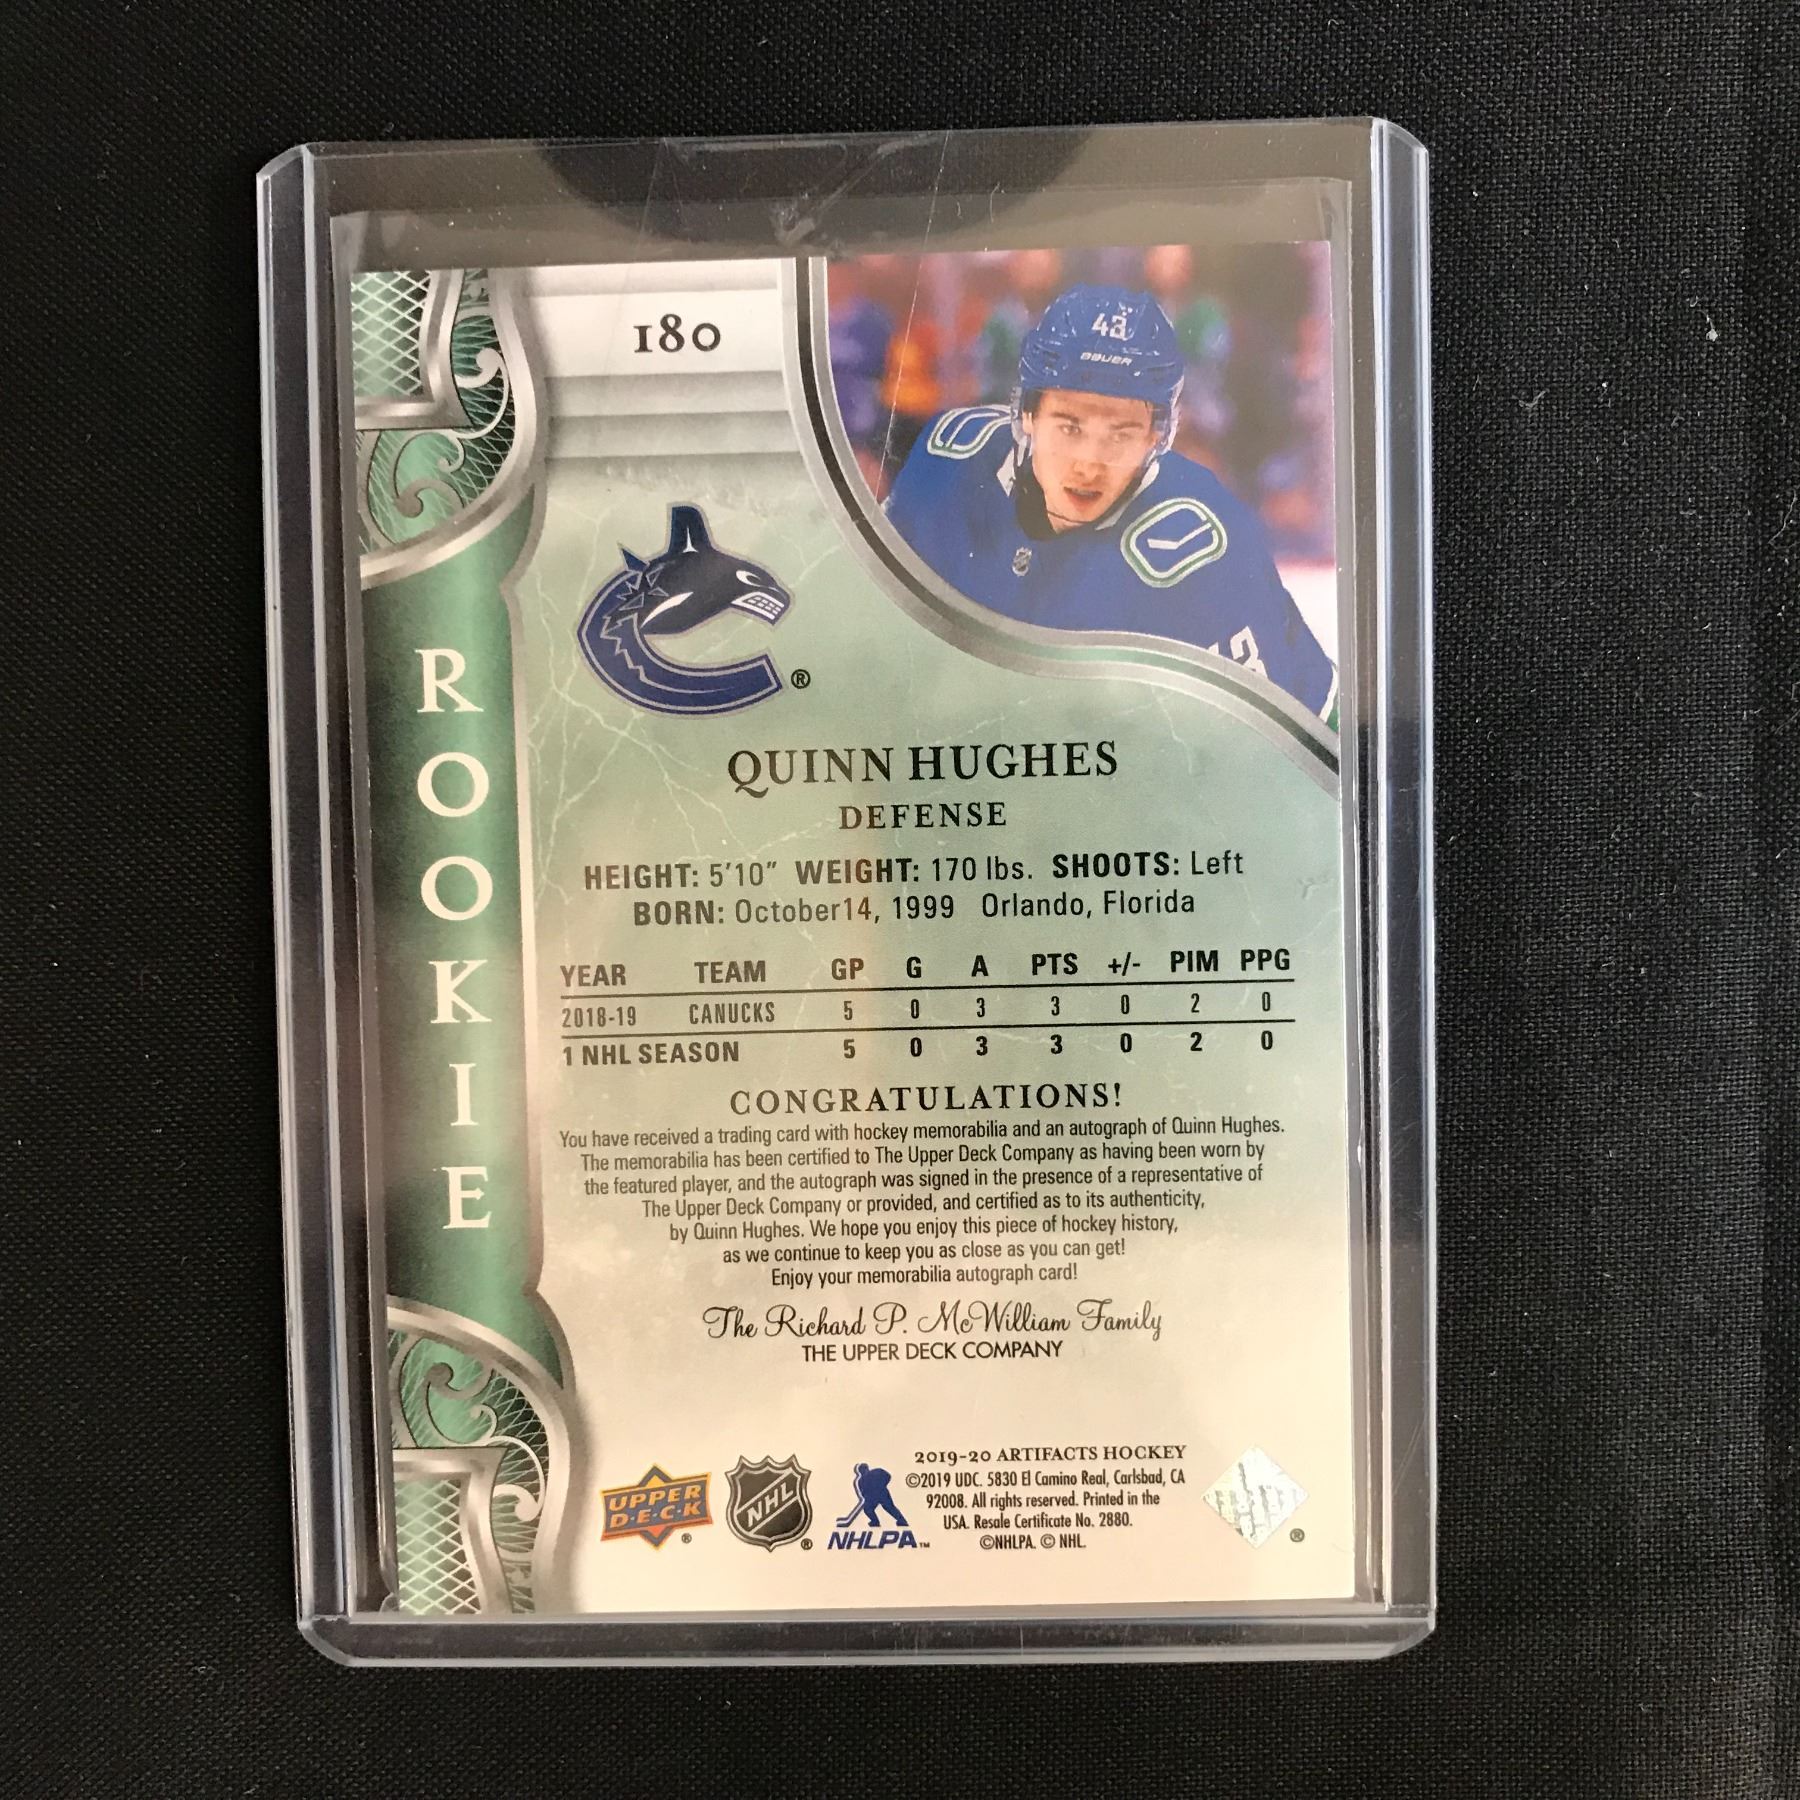 180
43
BAUER
43
ROOKIE
®
QUINN HUGHES
DEFENSE
HEIGHT: 5'10" WEIGHT: 170 lbs. SHOOTS: Left
BORN: October14, 1999 Orlando, Florida
YEAR TEAM GP G A PTS +/- PIM PPG
2018-19 CANUCKS 5 0 3 3 0 2 0
1 NHL SEASON 5 0 3 3 0 2 0
CONGRATULATIONS!
You have received a trading card with hockey memorabilia and an autograph of Quinn Hughes.
The memorabilia has been certified to The Upper Deck Company as having been worn by
the featured player, and the autograph was signed in the presence of a representative of
The Upper Deck Company or provided, and certified as to its authenticity,
by Quinn Hughes. We hope you enjoy this piece of hockey history,
as we continue to keep you as close as you can get!
Enjoy your memorabilia autograph card!
The Richard P. McWilliam Family
THE UPPER DECK COMPANY
UPPER
D·E·C·K
®
NHL
®
NHLPA™
2019-20 ARTIFACTS HOCKEY
©2019 UDC. 5830 El Camino Real, Carlsbad, CA
92008. All rights reserved. Printed in the
USA. Resale Certificate No. 2880.
©NHLPA. © NHL.
®